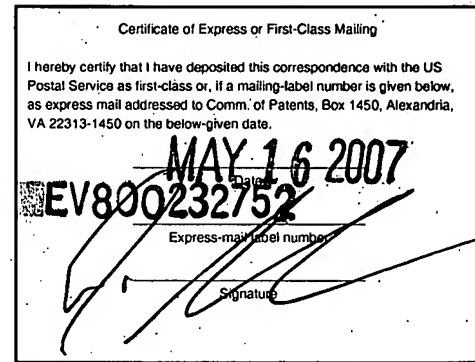 Certificate of Express or First-Class Mailing
I hereby certify that I have deposited this correspondence with the US
Postal Service as first-class or, if a mailing-label number is given below,
as express mail addressed to Comm. of Patents, Box 1450, Alexandria,
VA 22313-1450 on the below-given date.
MAY 16 2007
Date
EV800232752
Express-mail label number
Signature